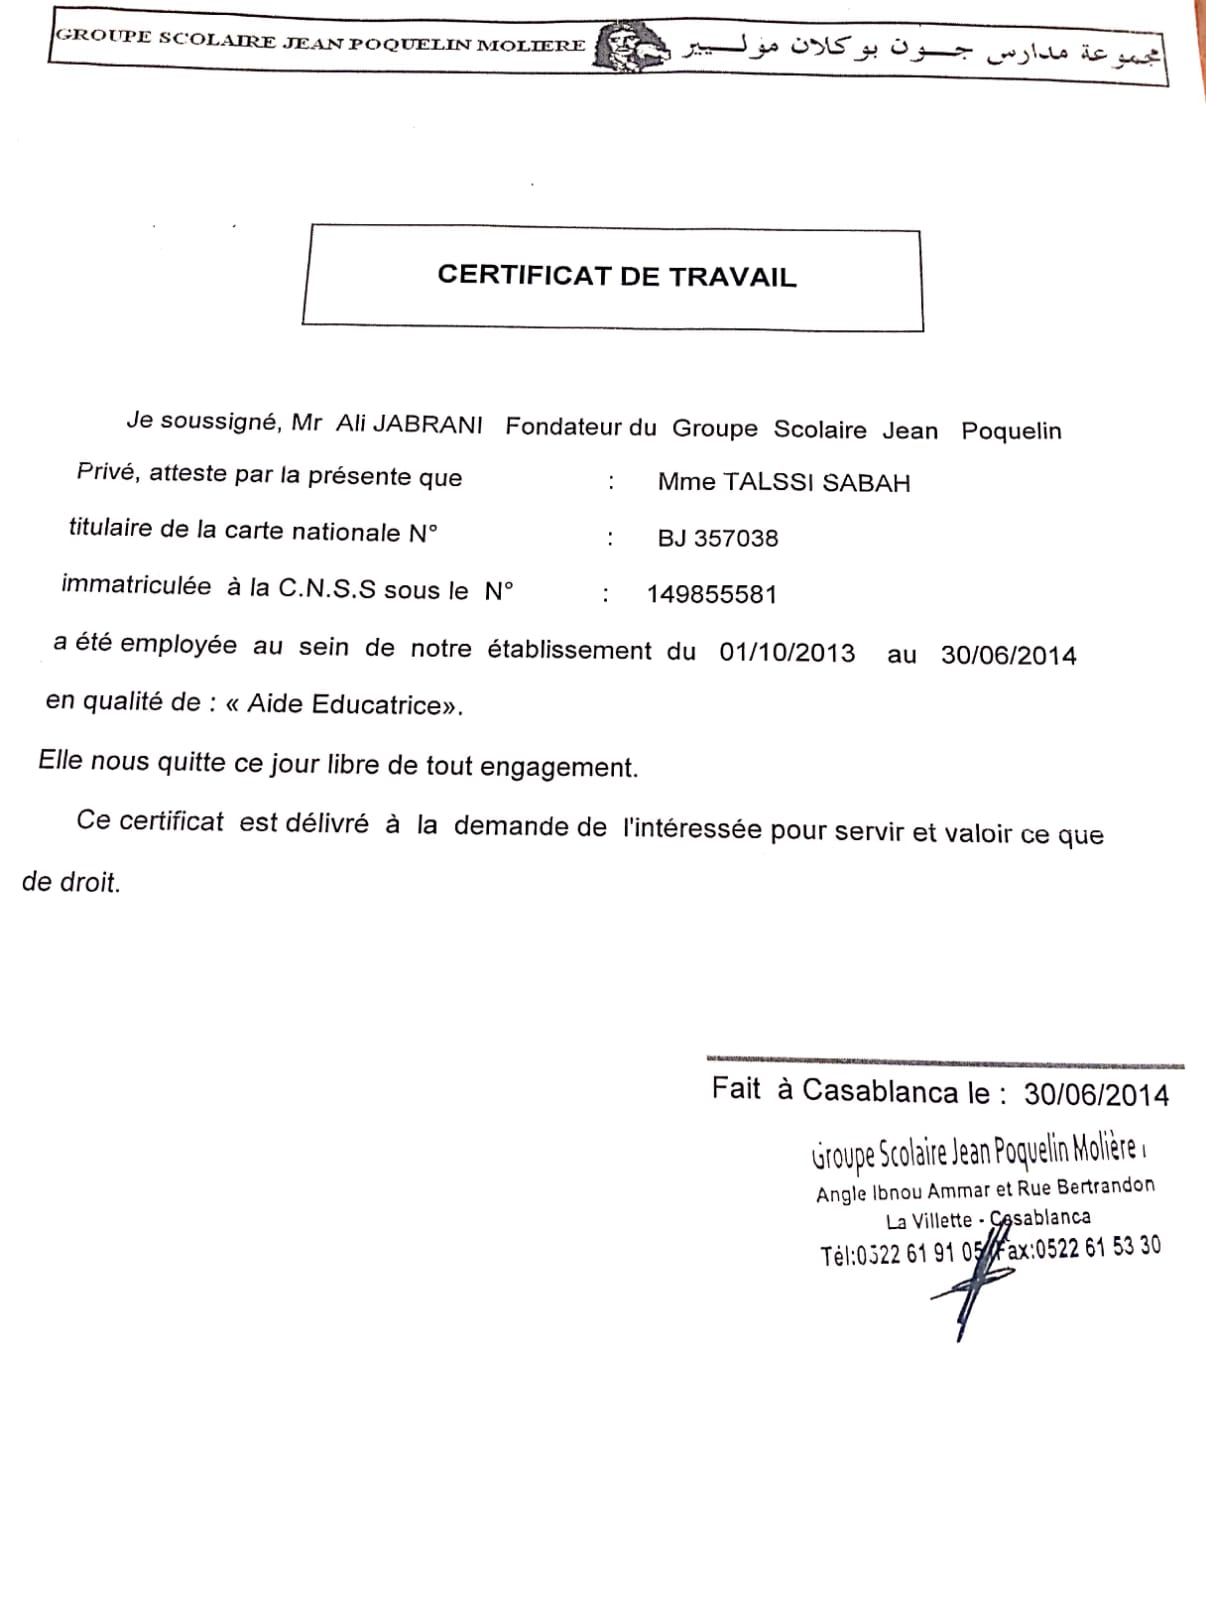 GROUPE SCOLAIRE JEAN POQUELIN MOLIERE مجموعة مدارس جــون بوكلان موليير
CERTIFICAT DE TRAVAIL
Je soussigné, Mr Ali JABRANI Fondateur du Groupe Scolaire Jean Poquelin
Privé, atteste par la présente que : Mme TALSSI SABAH
titulaire de la carte nationale N° : BJ 357038
immatriculée à la C.N.S.S sous le N° : 149855581
a été employée au sein de notre établissement du 01/10/2013 au 30/06/2014
en qualité de : « Aide Educatrice».
Elle nous quitte ce jour libre de tout engagement.
Ce certificat est délivré à la demande de l'intéressée pour servir et valoir ce que
de droit.
Fait à Casablanca le : 30/06/2014
Groupe Scolaire Jean Poquelin Molière
Angle Ibnou Ammar et Rue Bertrandon
La Villette - Casablanca
Tél:0522 61 91 05 Fax:0522 61 53 30